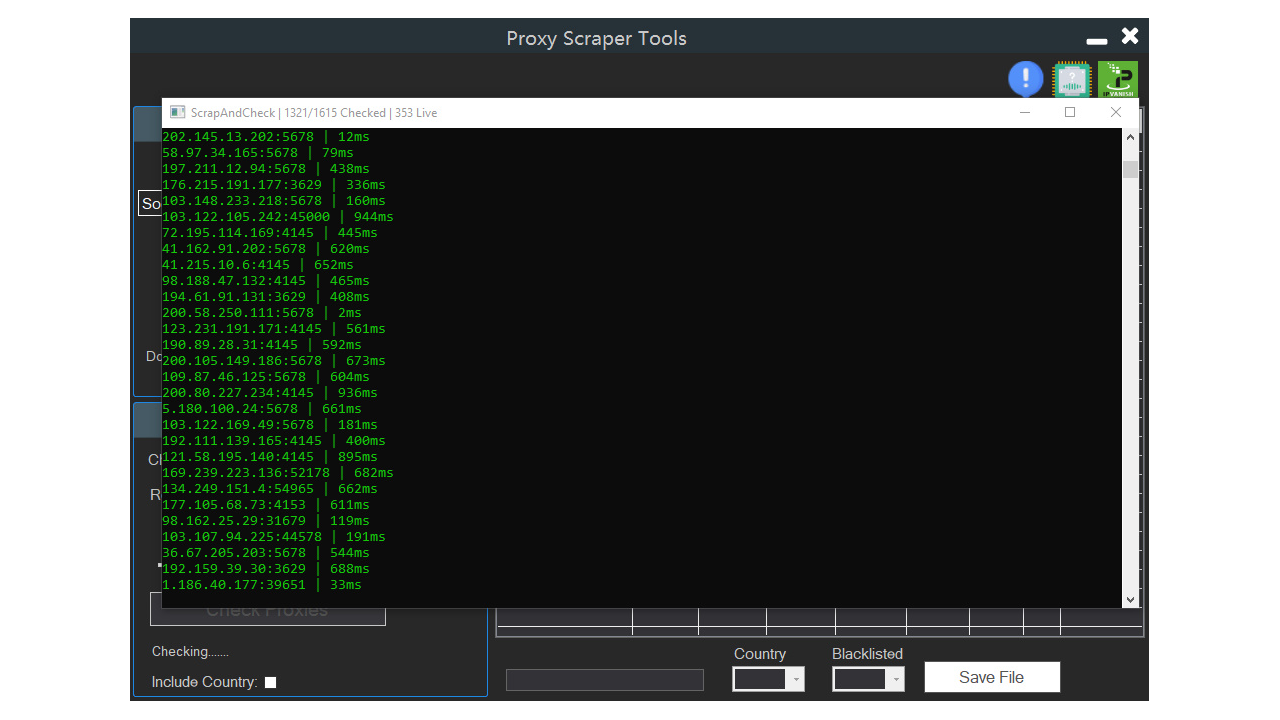 Proxy Scraper Tools
IPVANISH
ScrapAndCheck | 1321/1615 Checked | 353 Live
202.145.13.202:5678 | 12ms
58.97.34.165:5678 | 79ms
197.211.12.94:5678 | 438ms
176.215.191.177:3629 | 336ms
So
103.148.233.218:5678 | 160ms
103.122.105.242:45000 | 944ms
72.195.114.169:4145 | 445ms
41.162.91.202:5678 | 620ms
41.215.10.6:4145 | 652ms
98.188.47.132:4145 | 465ms
194.61.91.131:3629 | 408ms
200.58.250.111:5678 | 2ms
123.231.191.171:4145 | 561ms
190.89.28.31:4145 | 592ms
Do
200.105.149.186:5678 | 673ms
109.87.46.125:5678 | 604ms
200.80.227.234:4145 | 936ms
5.180.100.24:5678 | 661ms
103.122.169.49:5678 | 181ms
192.111.139.165:4145 | 400ms
121.58.195.140:4145 | 895ms
169.239.223.136:52178 | 682ms
134.249.151.4:54965 | 662ms
R
177.105.68.73:4153 | 611ms
98.162.25.29:31679 | 119ms
103.107.94.225:44578 | 191ms
36.67.205.203:5678 | 544ms
192.159.39.30:3629 | 688ms
1.186.40.177:39651 | 33ms
Check Proxies
Checking.......
Include Country:
Country
Blacklisted
Save File